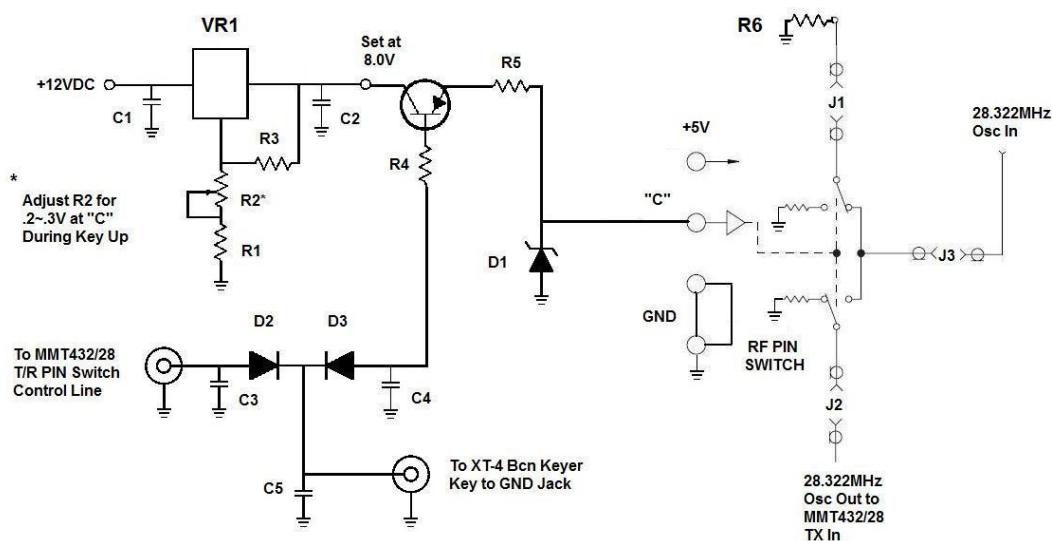 VR1
R6
Set at
8.0V
R5
+12VDC
C1
C2
J1
28.322MHz
Osc In
R3
+5V
R4
*
Adjust R2 for
.2~.3V at "C"
During Key Up
R2*
"C"
R1
D1
J3
GND
D2
D3
RF PIN
SWITCH
To MMT432/28
T/R PIN Switch
Control Line
C3
C4
J2
C5
To XT-4 Bcn Keyer
Key to GND Jack
28.322MHz
Osc Out to
MMT432/28
TX In